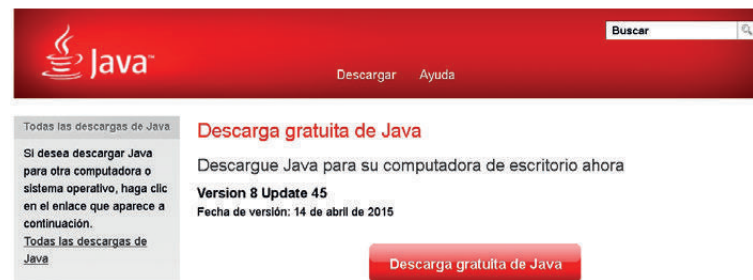 Buscar
Java™
Descargar Ayuda
Todas las descargas de Java
Si desea descargar Java
para otra computadora o
sistema operativo, haga clic
en el enlace que aparece a
continuación.
Todas las descargas de
Java
Descarga gratuita de Java
Descargue Java para su computadora de escritorio ahora
Version 8 Update 45
Fecha de versión: 14 de abril de 2015
Descarga gratuita de Java